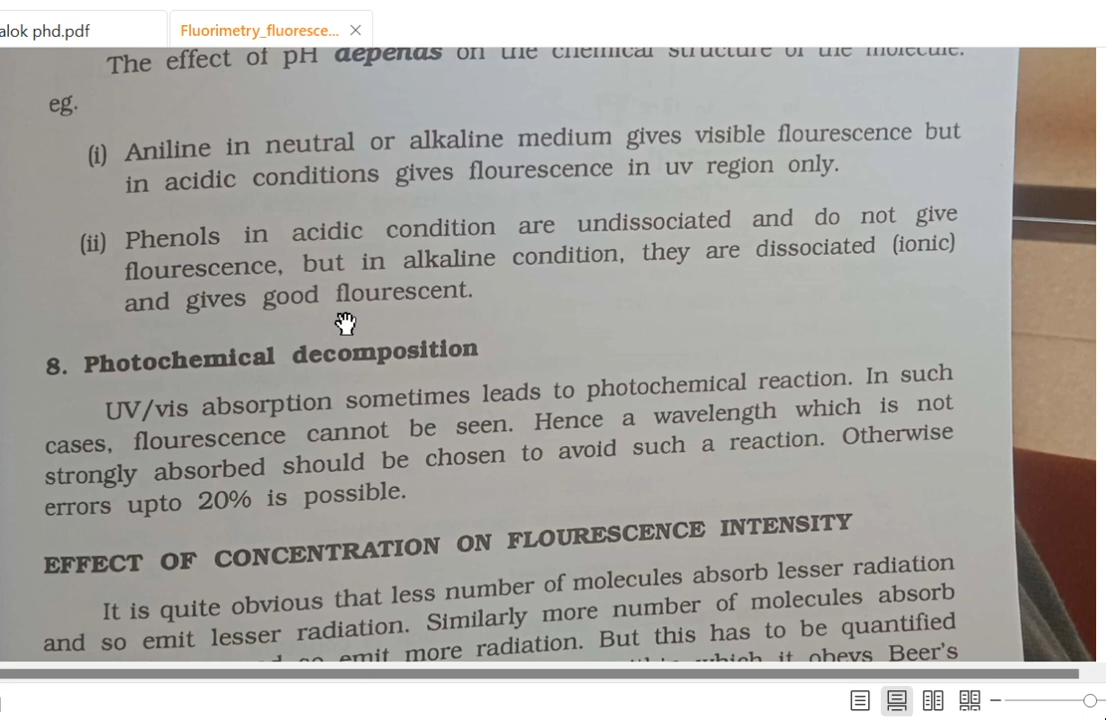 alok phd.pdf
Fluorimetry_fluoresce...
The effect of pH depends on the chemical structure of the molecule.
eg.
(i) Aniline in neutral or alkaline medium gives visible flourescence but
in acidic conditions gives flourescence in uv region only.
(ii) Phenols in acidic condition are undissociated and do not give
flourescence, but in alkaline condition, they are dissociated (ionic)
and gives good flourescent.
8. Photochemical decomposition
UV/vis absorption sometimes leads to photochemical reaction. In such
cases, flourescence cannot be seen. Hence a wavelength which is not
strongly absorbed should be chosen to avoid such a reaction. Otherwise
errors upto 20% is possible.
EFFECT OF CONCENTRATION ON FLOURESCENCE INTENSITY
It is quite obvious that less number of molecules absorb lesser radiation
and so emit lesser radiation. Similarly more number of molecules absorb
emit more radiation. But this has to be quantified
which it obeys Beer's